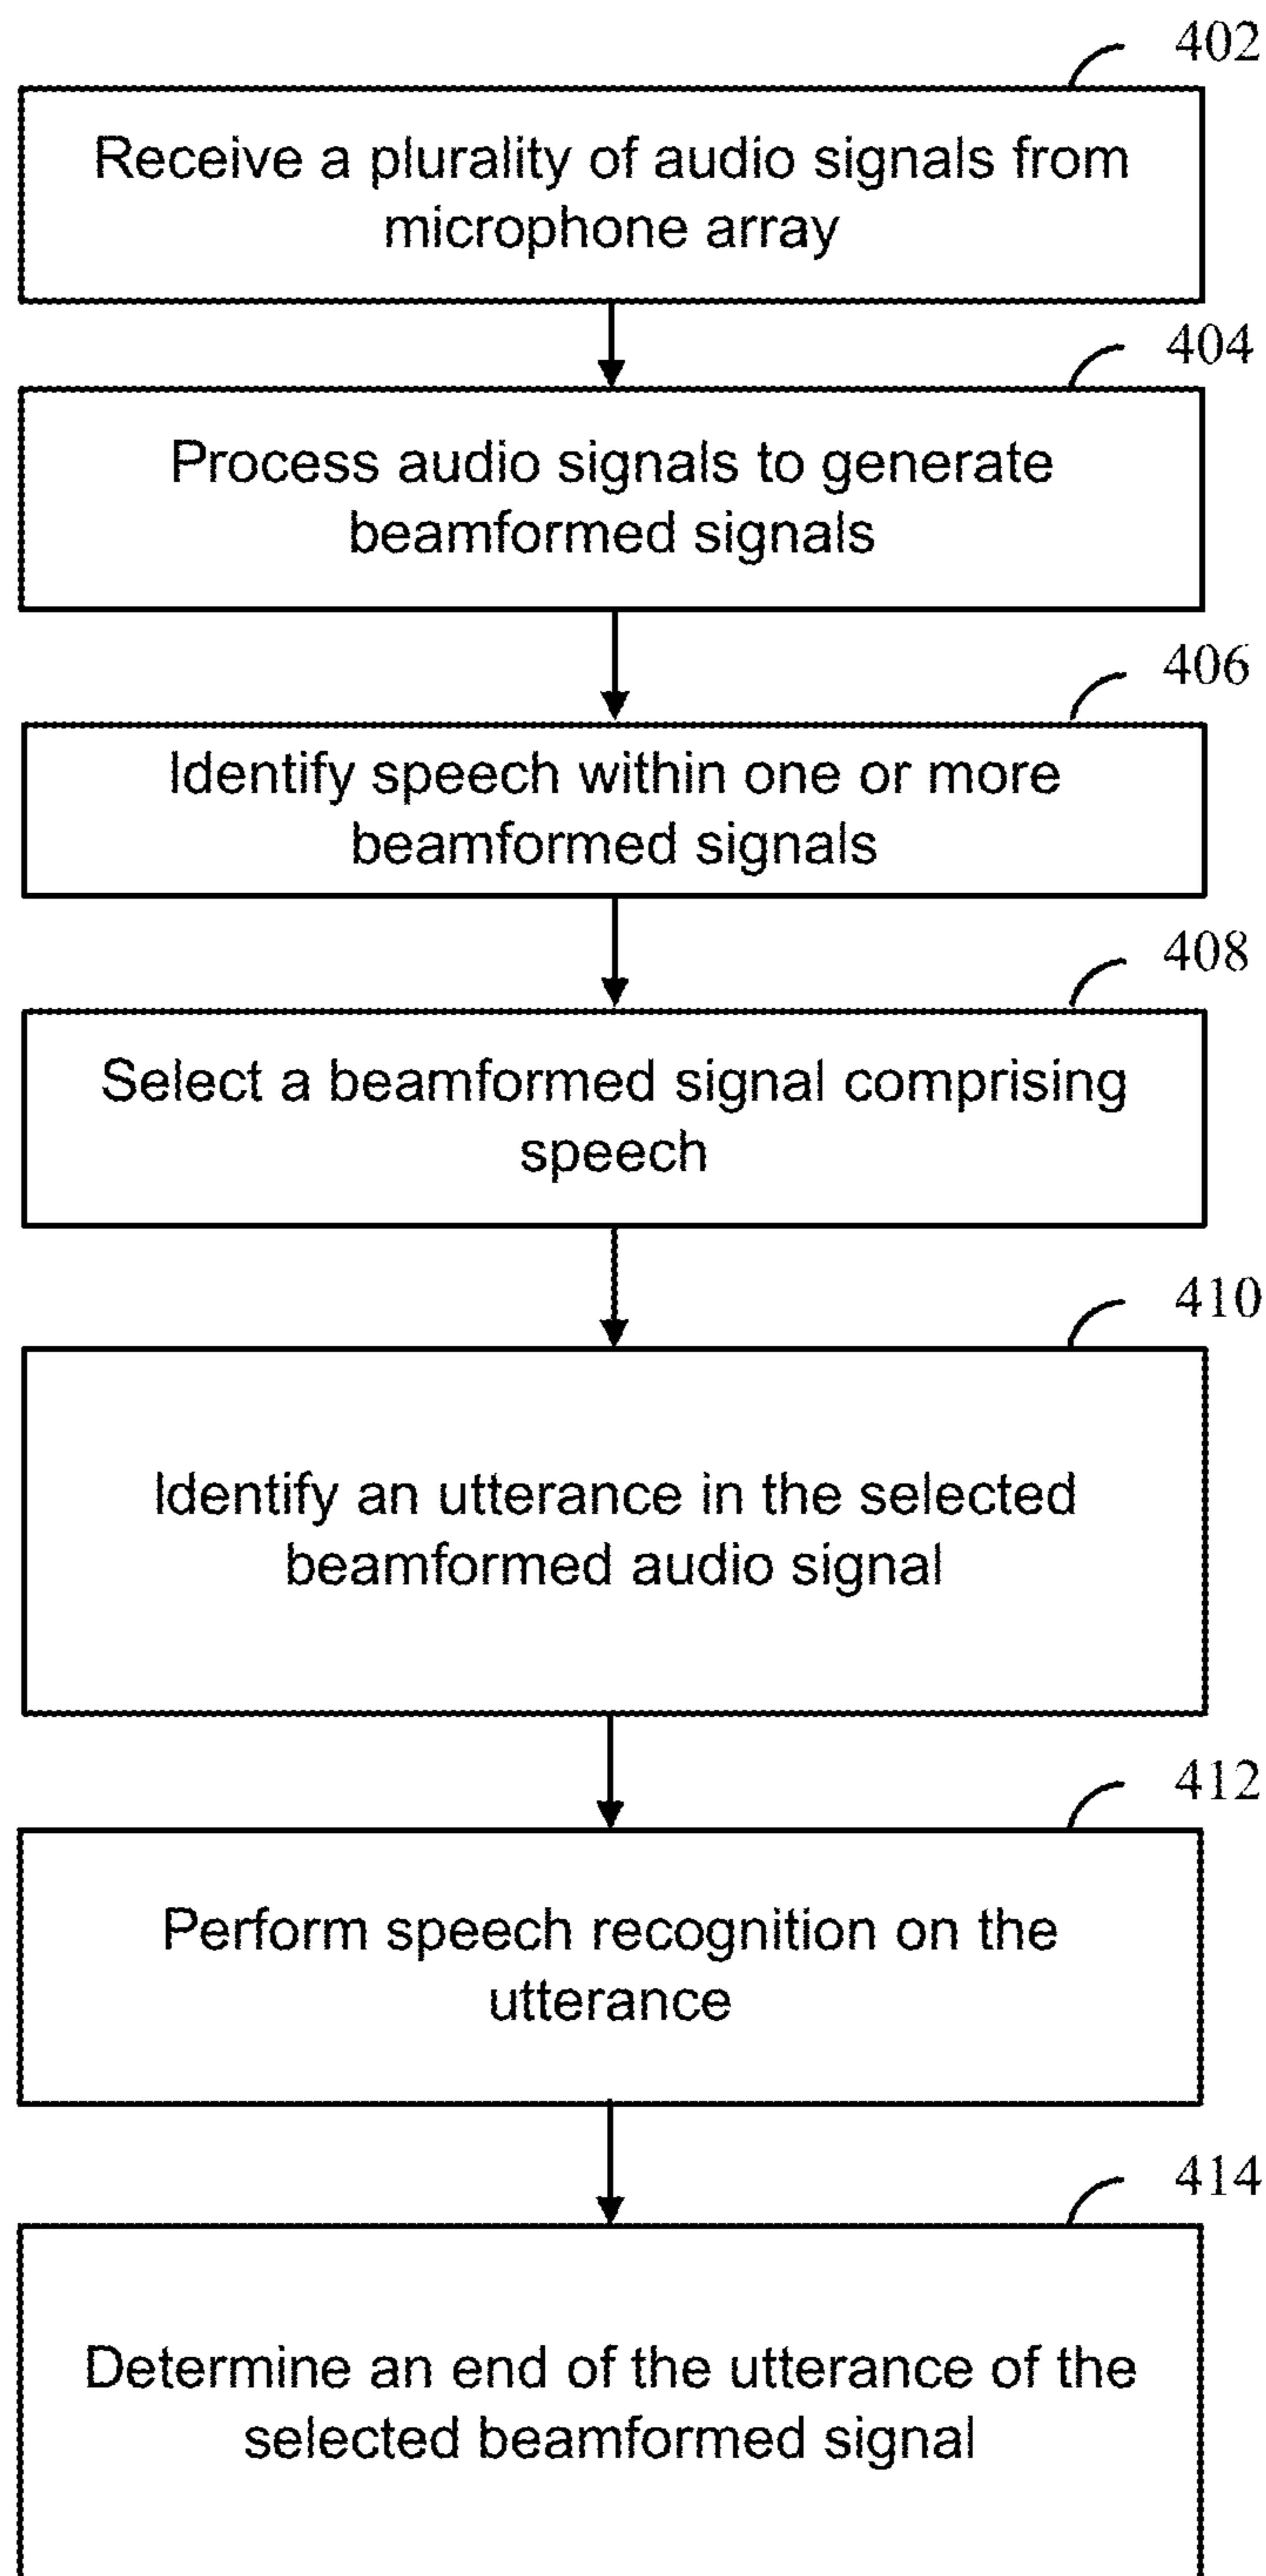 402
Receive a plurality of audio signals from
microphone array
404
Process audio signals to generate
beamformed signals
406
Identify speech within one or more
beamformed signals
408
Select a beamformed signal comprising
speech
410
Identify an utterance in the selected
beamformed audio signal
412
Perform speech recognition on the
utterance
414
Determine an end of the utterance of the
selected beamformed signal